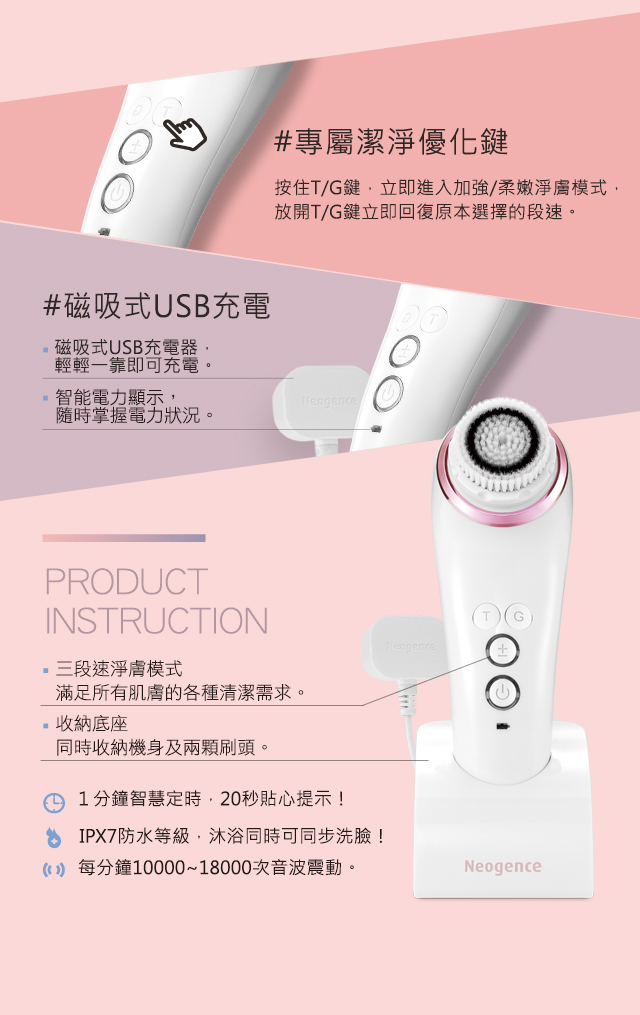 #專屬潔淨優化鍵
按住T/G鍵，立即進入加強/柔嫩淨膚模式，
放開T/G鍵立即回復原本選擇的段速。
D T
±
#磁吸式USB充電
磁吸式USB充電器，
輕輕一靠即可充電。
智能電力顯示，
隨時掌握電力狀況。
Neogence
D T
±
PRODUCT
INSTRUCTION
三段速淨膚模式
滿足所有肌膚的各種清潔需求。
收納底座
同時收納機身及兩顆刷頭。
Neogence
T G
±
1分鐘智慧定時，20秒貼心提示！
IPX7防水等級，沐浴同時可同步洗臉！
每分鐘10000~18000次音波震動。
Neogence